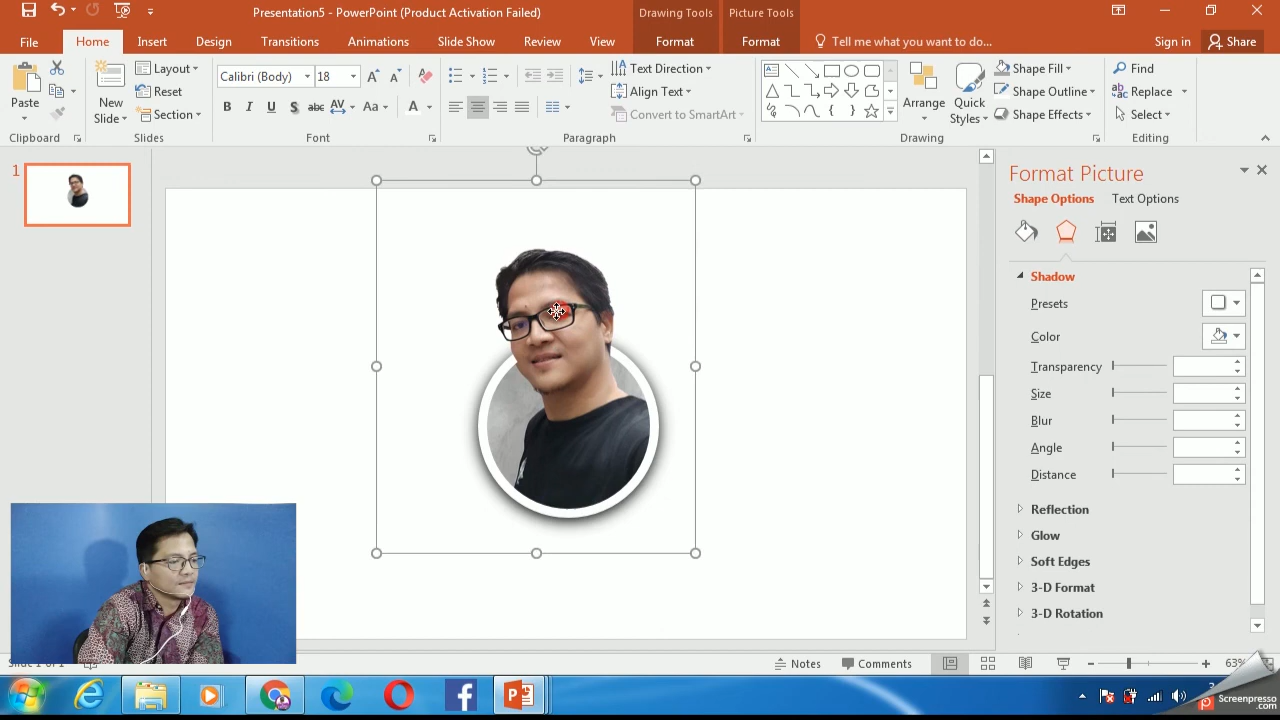 Presentation5 - PowerPoint (Product Activation Failed)
Drawing Tools
Picture Tools
File
Home
Insert
Design
Transitions
Animations
Slide Show
Review
View
Format
Format
Tell me what you want to do...
Sign in
Share
Paste
Clipboard
New
Slide
Layout
Reset
Section
Slides
Calibri (Body)
18
B I U S abc AV Aa A
Font
Text Direction
Align Text
Convert to SmartArt
Paragraph
Arrange
Quick
Styles
Shape Fill
Shape Outline
Shape Effects
Drawing
Find
Replace
Select
Editing
1
Format Picture
Shape Options
Text Options
Shadow
Presets
Color
Transparency
Size
Blur
Angle
Distance
Reflection
Glow
Soft Edges
3-D Format
3-D Rotation
Notes
Comments
63%
Screenpresso
.com